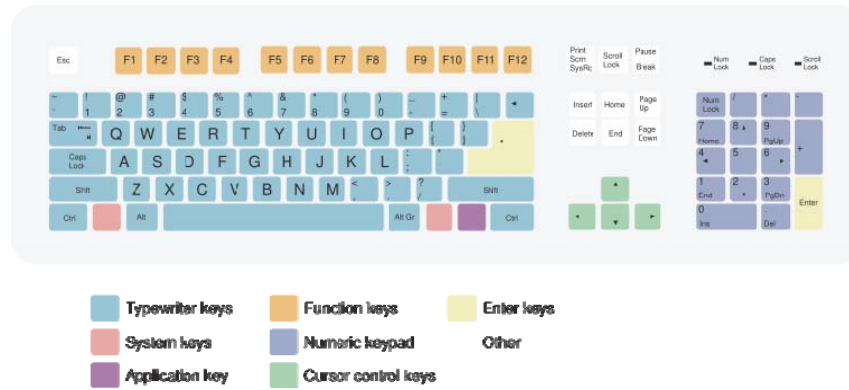 Esc F1 F2 F3 F4 F5 F6 F7 F8 F9 F10 F11 F12 Print Scrn SysRc Scroll Lock Pause Break Num Lock Caps Lock Scroll Lock
~ ! 1 @ 2 # 3 $ 4 % 5 ^ 6 & 7 * 8 ( 9 ) 0 _ - + = | \ Insert Home Page Up Num Lock / * -
Tab Q W E R T Y U I O P { [ } ] Delete End Page Down 7 Home 8 9 PgUp +
Caps Lock A S D F G H J K L : ; " 4 5 6
Shift Z X C V B N M < , > . ? / Shift 1 End 2 3 PgDn Enter
Ctrl Alt Alt Gr Ctrl 0 Ins . Del
Typewriter keys Function keys Enter keys
System keys Numeric keypad Other
Application key Cursor control keys